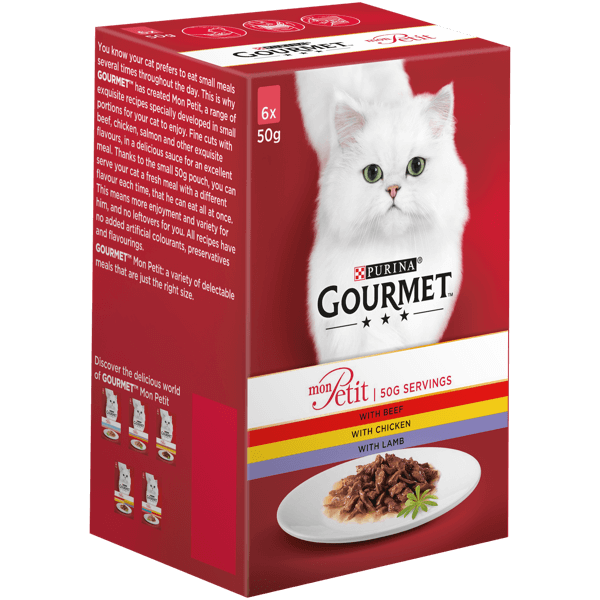 50g
You know your cat prefers to eat small meals
several times throughout the day. This is why
GOURMET™ has created Mon Petit, a range of
exquisite recipes specially developed in small
portions for your cat to enjoy. Fine cuts with
beef, chicken, salmon and other exquisite
flavours, in a delicious sauce for an excellent
meal. Thanks to the small 50g pouch, you can
serve your cat a fresh meal with a different
flavour each time, that he can eat all at once.
This means more enjoyment and variety for
him, and no leftovers for you. All recipes have
no added artificial colourants, preservatives
and flavourings.
GOURMET™ Mon Petit: a variety of delectable
meals that are just the right size.
Discover the delicious world
of GOURMET™ Mon Petit
6x
50g
PURINA®
GOURMET™
mon Petit | 50G SERVINGS
WITH BEEF
WITH CHICKEN
WITH LAMB